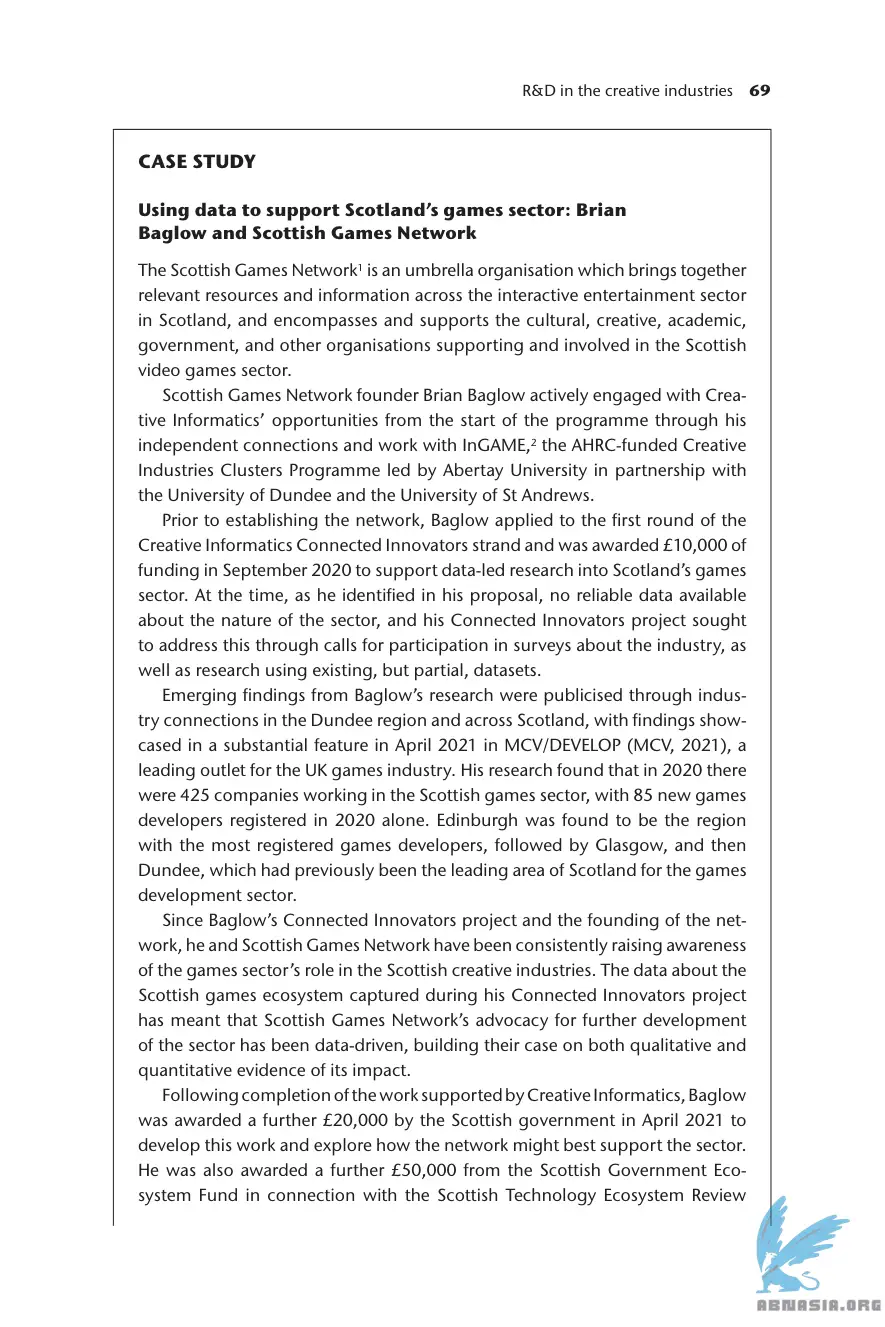 R&D in the creative industries 69
CASE STUDY
Using data to support Scotland’s games sector: Brian
Baglow and Scottish Games Network
The Scottish Games Network¹ is an umbrella organisation which brings together
relevant resources and information across the interactive entertainment sector
in Scotland, and encompasses and supports the cultural, creative, academic,
government, and other organisations supporting and involved in the Scottish
video games sector.
Scottish Games Network founder Brian Baglow actively engaged with Crea-
tive Informatics’ opportunities from the start of the programme through his
independent connections and work with InGAME,² the AHRC-funded Creative
Industries Clusters Programme led by Abertay University in partnership with
the University of Dundee and the University of St Andrews.
Prior to establishing the network, Baglow applied to the first round of the
Creative Informatics Connected Innovators strand and was awarded £10,000 of
funding in September 2020 to support data-led research into Scotland’s games
sector. At the time, as he identified in his proposal, no reliable data available
about the nature of the sector, and his Connected Innovators project sought
to address this through calls for participation in surveys about the industry, as
well as research using existing, but partial, datasets.
Emerging findings from Baglow’s research were publicised through indus-
try connections in the Dundee region and across Scotland, with findings show-
cased in a substantial feature in April 2021 in MCV/DEVELOP (MCV, 2021), a
leading outlet for the UK games industry. His research found that in 2020 there
were 425 companies working in the Scottish games sector, with 85 new games
developers registered in 2020 alone. Edinburgh was found to be the region
with the most registered games developers, followed by Glasgow, and then
Dundee, which had previously been the leading area of Scotland for the games
development sector.
Since Baglow’s Connected Innovators project and the founding of the net-
work, he and Scottish Games Network have been consistently raising awareness
of the games sector’s role in the Scottish creative industries. The data about the
Scottish games ecosystem captured during his Connected Innovators project
has meant that Scottish Games Network’s advocacy for further development
of the sector has been data-driven, building their case on both qualitative and
quantitative evidence of its impact.
Following completion of the work supported by Creative Informatics, Baglow
was awarded a further £20,000 by the Scottish government in April 2021 to
develop this work and explore how the network might best support the sector.
He was also awarded a further £50,000 from the Scottish Government Eco-
system Fund in connection with the Scottish Technology Ecosystem Review
ABNASIA.ORG